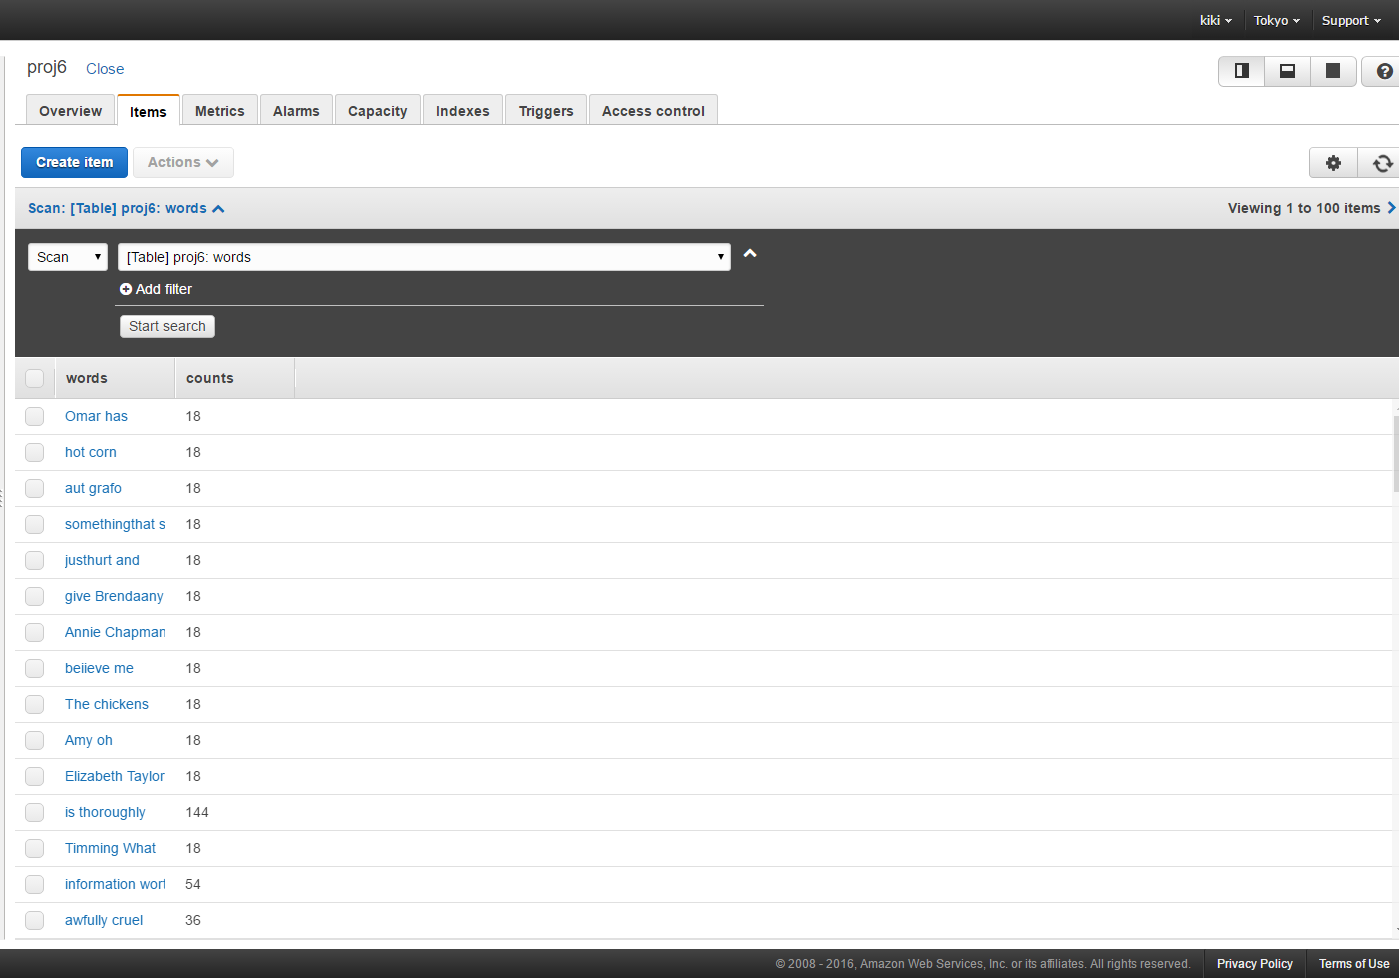 kiki Tokyo Support
proj6 Close
Overview Items Metrics Alarms Capacity Indexes Triggers Access control
Create item Actions
Scan: [Table] proj6: words Viewing 1 to 100 items
Scan [Table] proj6: words
Add filter
Start search
words counts
Omar has 18
hot corn 18
aut grafo 18
somethingthat s 18
justhurt and 18
give Brendaany 18
Annie Chapman 18
beiieve me 18
The chickens 18
Amy oh 18
Elizabeth Taylor 18
is thoroughly 144
Timming What 18
information wort 54
awfully cruel 36
© 2008 - 2016, Amazon Web Services, Inc. or its affiliates. All rights reserved. Privacy Policy Terms of Use